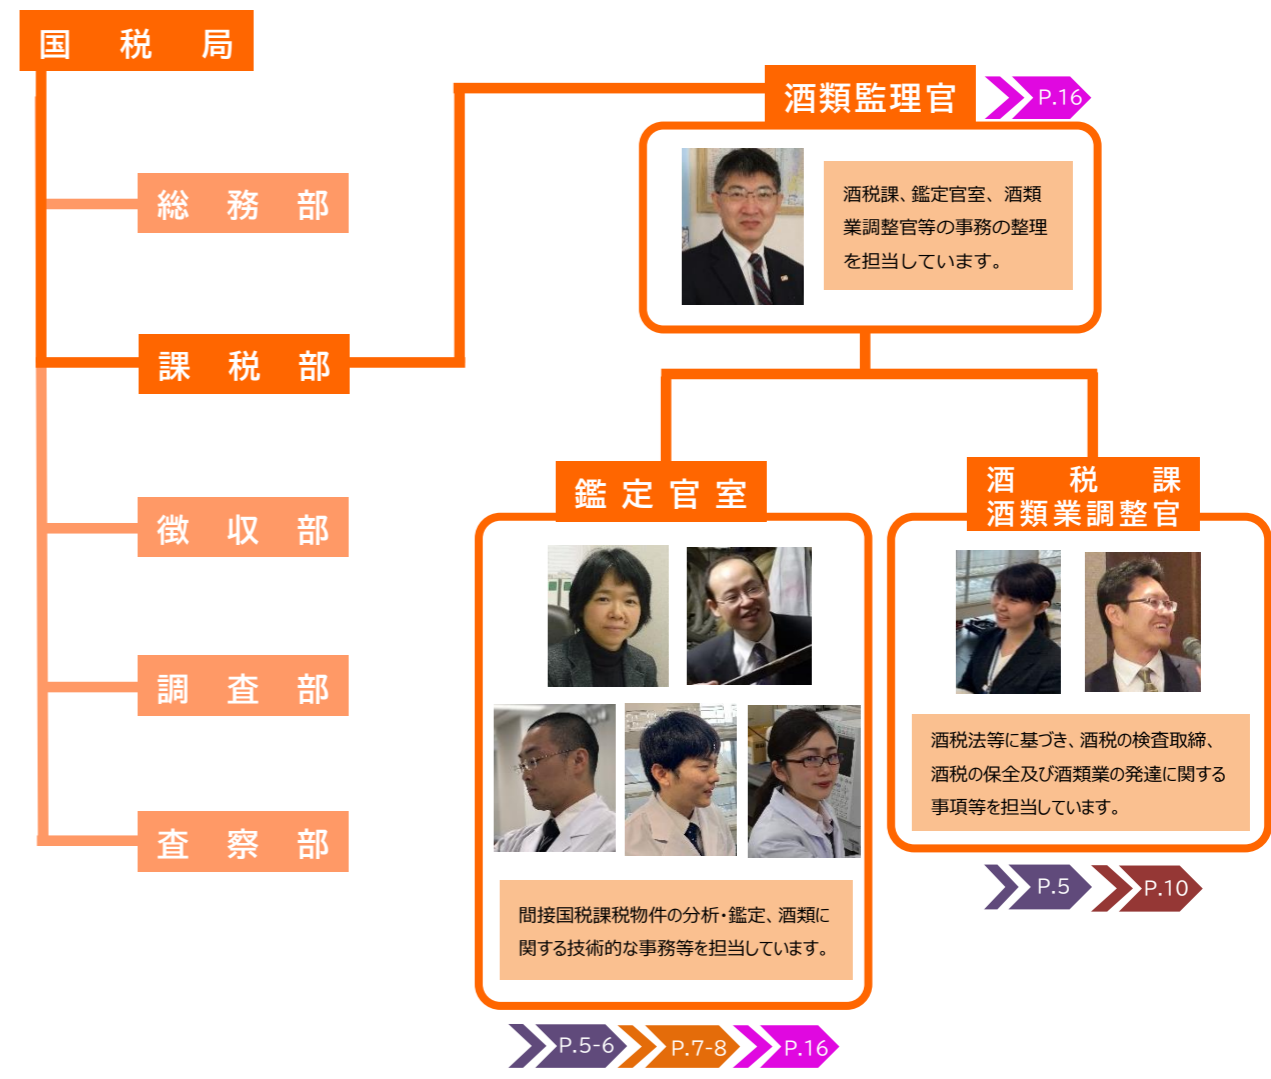 国税局
総務部
課税部
徴収部
調査部
査察部
酒類監理官
P.16
酒税課、鑑定官室、酒類
業調整官等の事務の整理
を担当しています。
鑑定官室
間接国税課税物件の分析・鑑定、酒類に
関する技術的な事務等を担当しています。
P.5-6
P.7-8
P.16
酒税課
酒類業調整官
酒税法等に基づき、酒税の検査取締、
酒税の保全及び酒類業の発達に関する
事項等を担当しています。
P.5
P.10